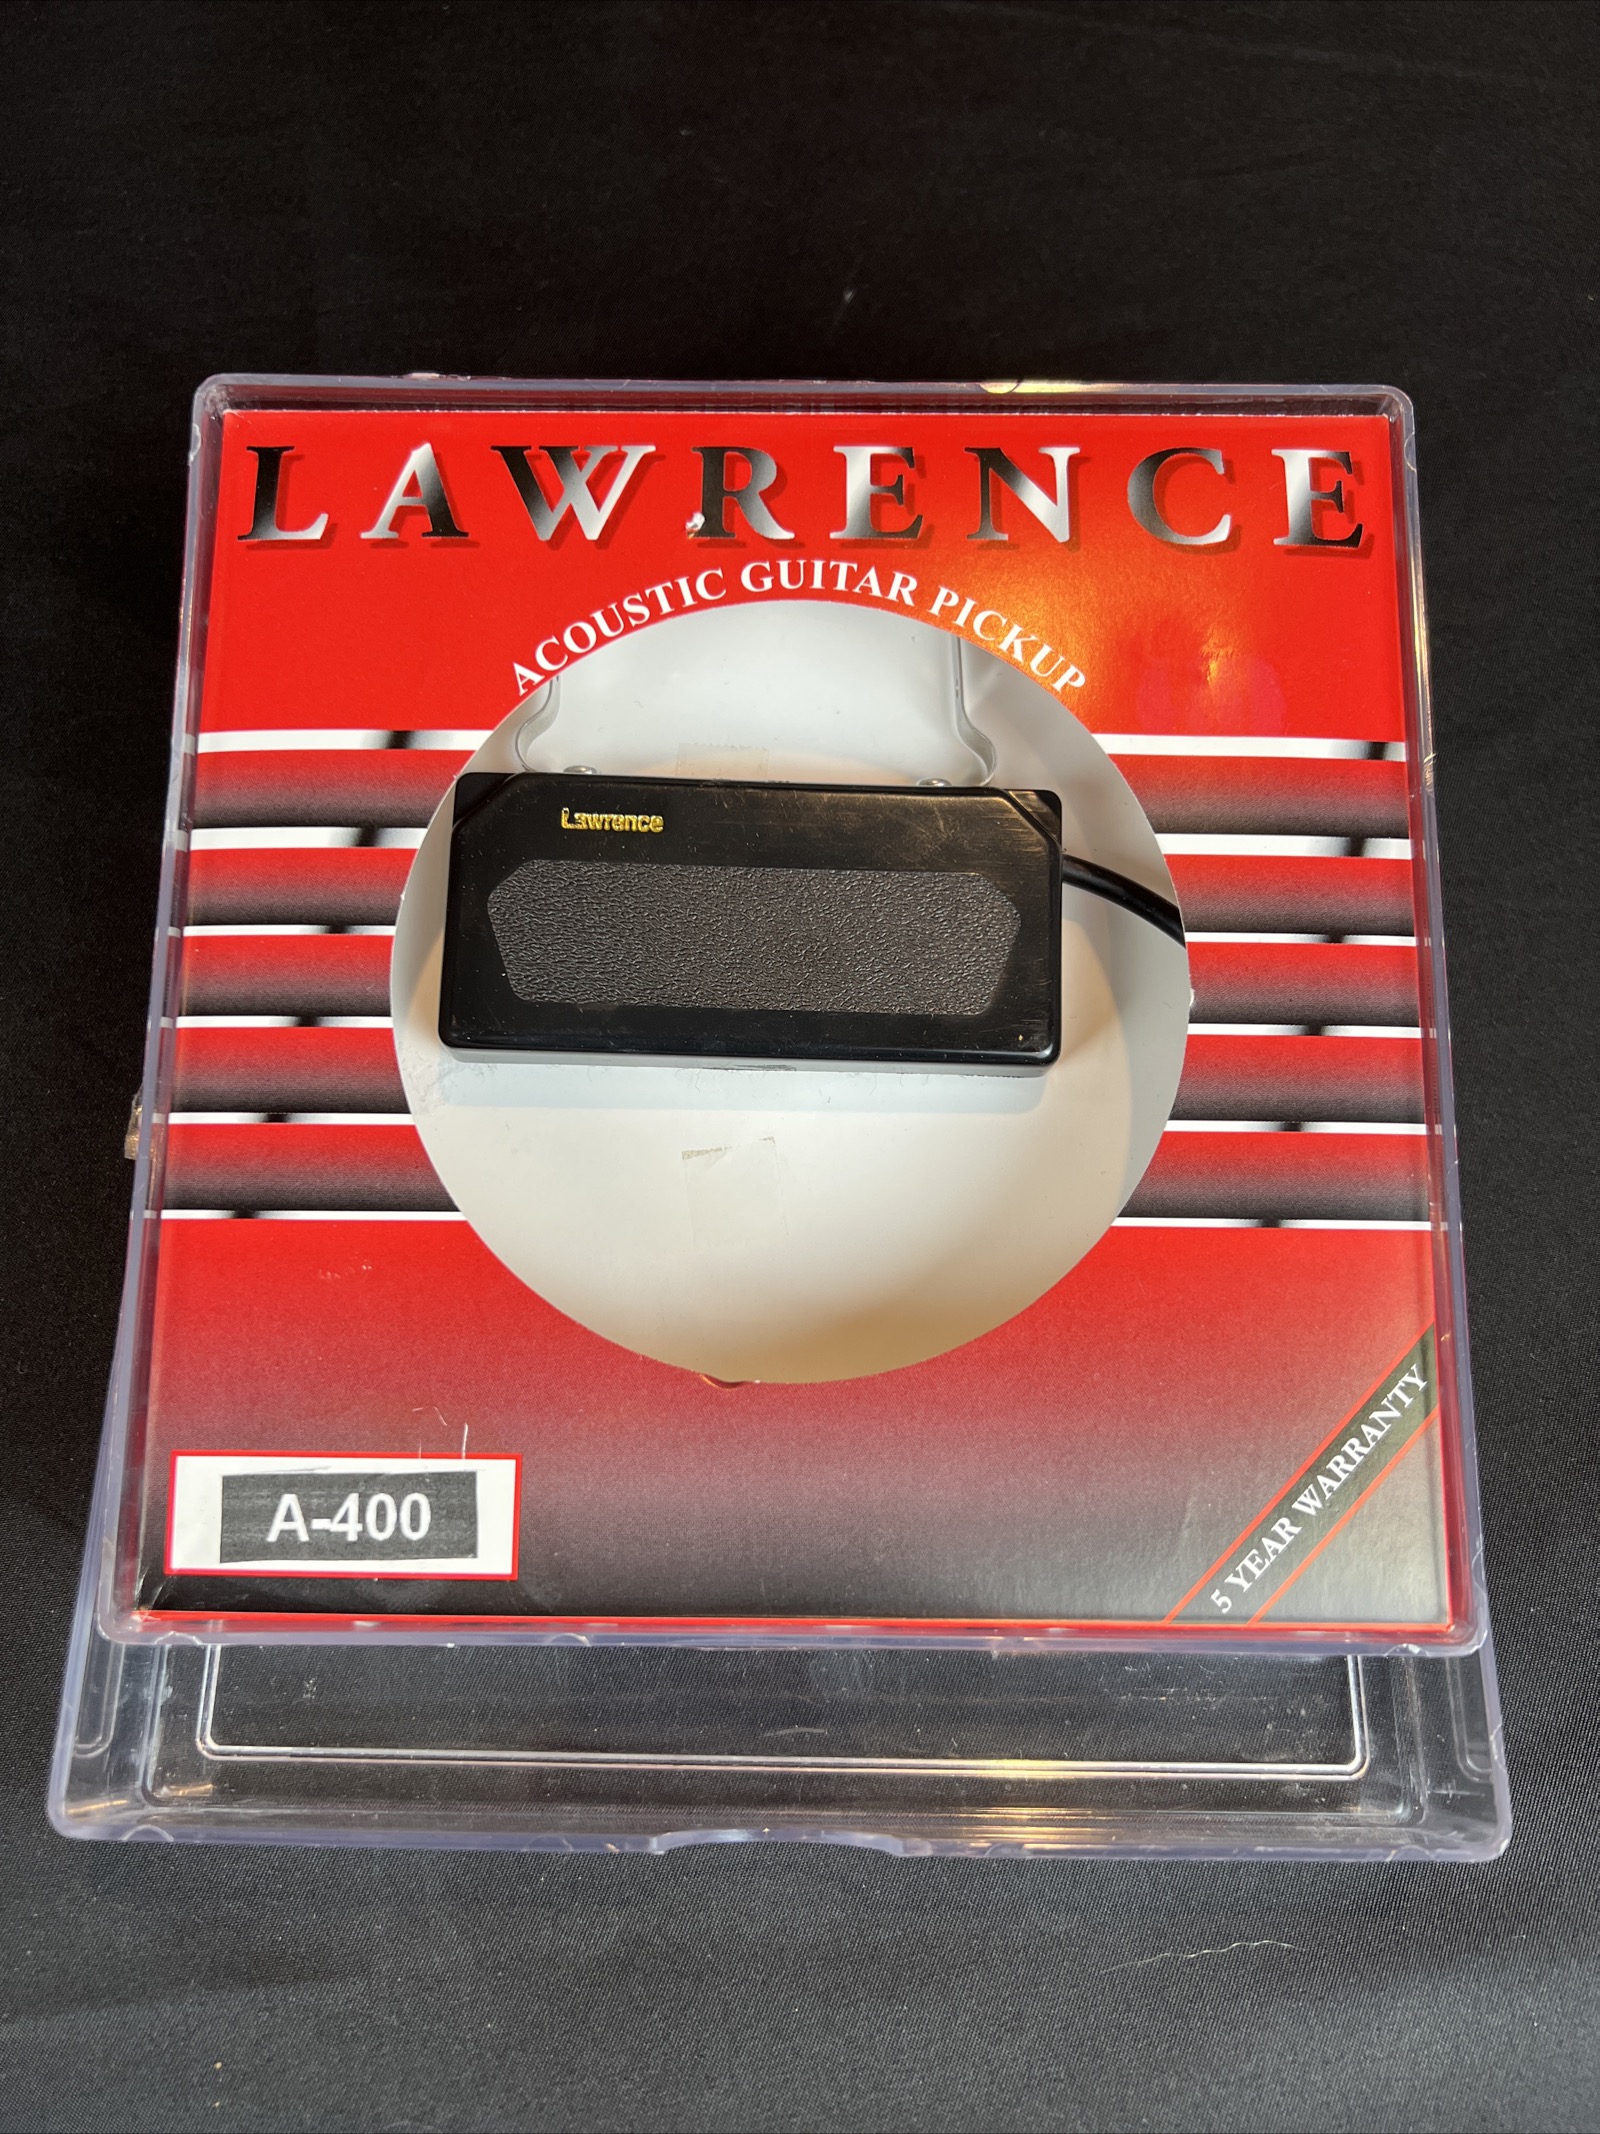 LAWRENCE
ACOUSTIC GUITAR PICKUP
Lawrence
A-400
5 YEAR WARRANTY